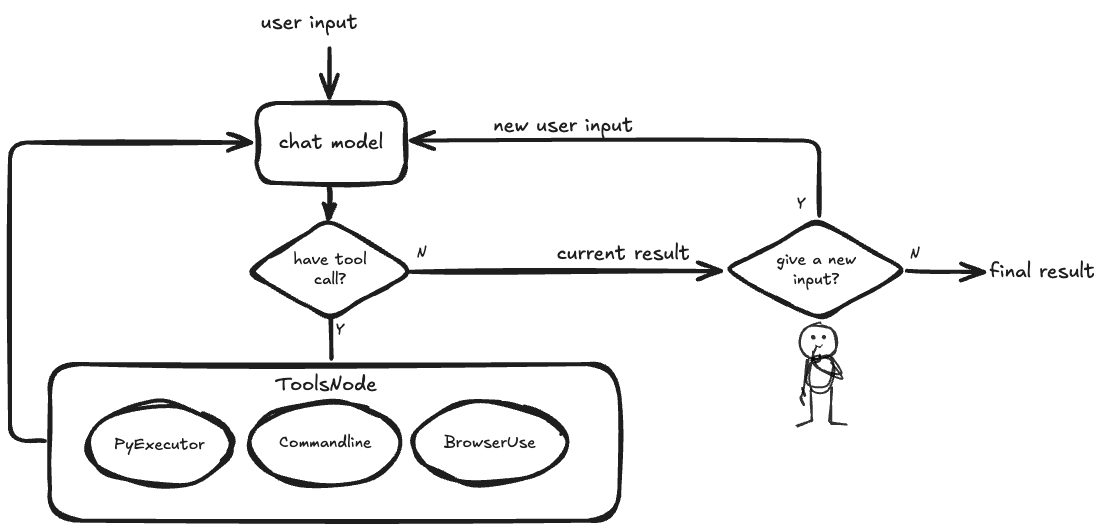 user input
chat model
new user input
Y
have tool
call?
N
current result
give a new
input?
N
final result
Y
ToolsNode
PyExecutor
Commandline
BrowserUse